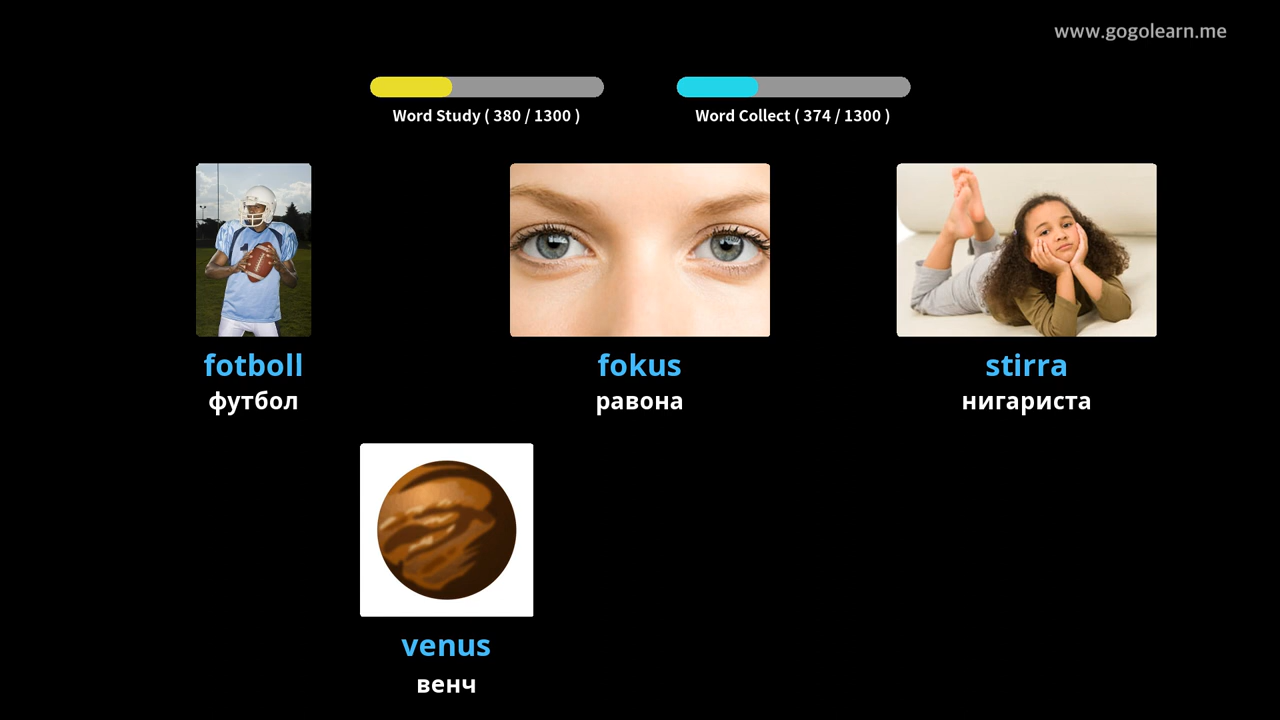 www.gogolearn.me
Word Study ( 380 / 1300 )
Word Collect ( 374 / 1300 )
fotboll
футбол
fokus
равона
stirra
нигариста
venus
венч